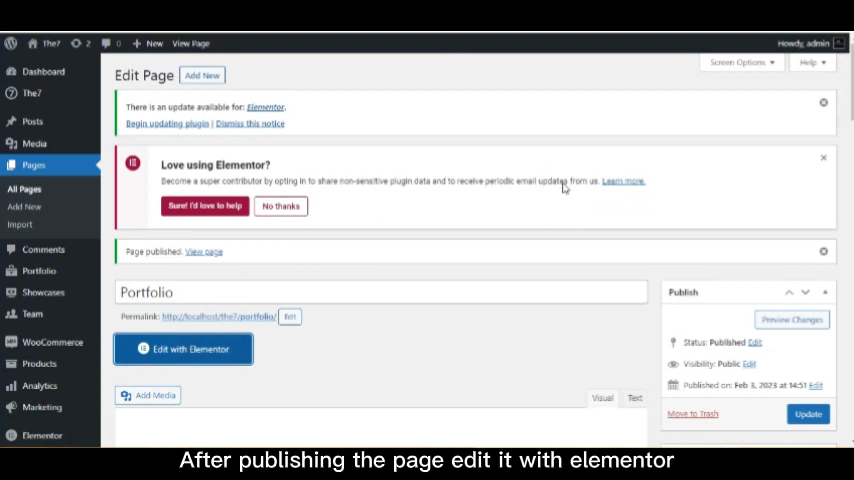 The7 2 0 New View Page Howdy, admin
Screen Options Help
Dashboard
The7
Posts
Media
Pages
All Pages
Add New
Import
Comments
Portfolio
Showcases
Team
WooCommerce
Products
Analytics
Marketing
Elementor
Edit Page Add New
There is an update available for: Elementor.
Begin updating plugin | Dismiss this notice
Love using Elementor?
Become a super contributor by opting in to share non-sensitive plugin data and to receive periodic email updates from us. Learn more.
Sure! I'd love to help No thanks
Page published. View page
Portfolio
Permalink: http://localhost/the7/portfolio/ Edit
Edit with Elementor
Add Media
Visual Text
Publish
Preview Changes
Status: Published Edit
Visibility: Public Edit
Published on: Feb 3, 2023 at 14:51 Edit
Move to Trash Update
After publishing the page edit it with elementor